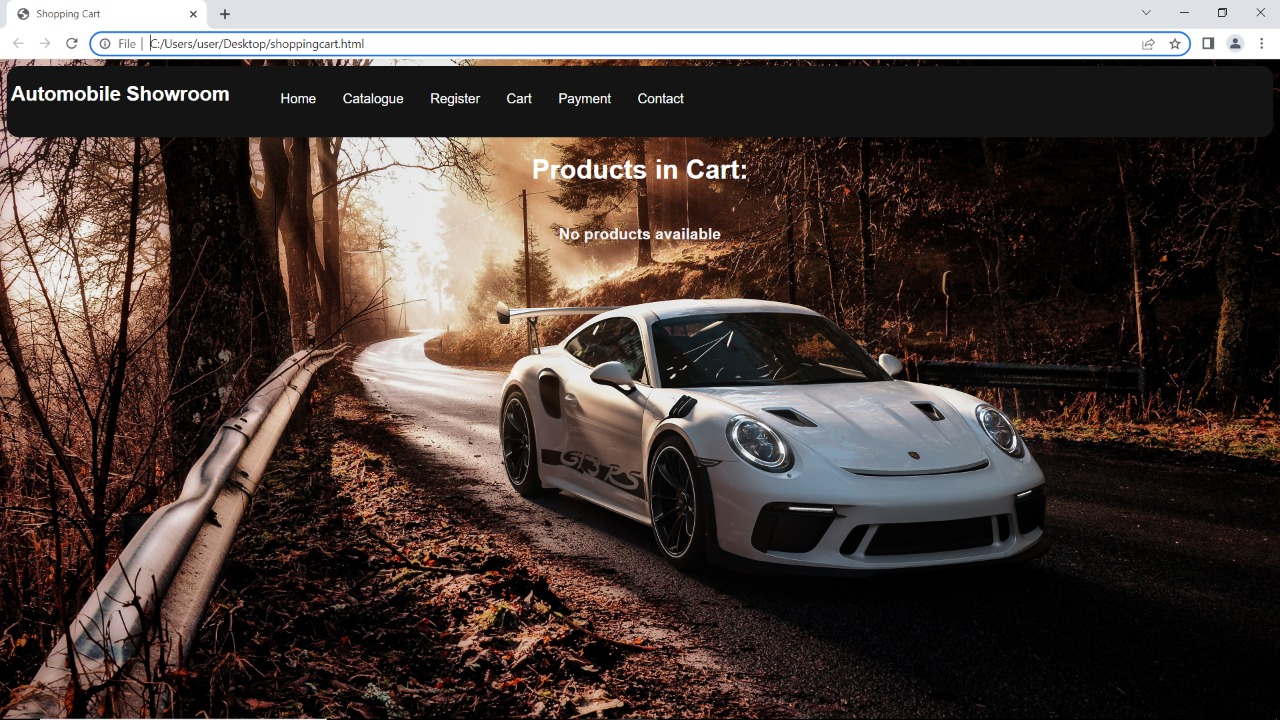 Shopping Cart
File | C:/Users/user/Desktop/shoppingcart.html
Automobile Showroom
Home Catalogue Register Cart Payment Contact
Products in Cart:
No products available
GT3 RS